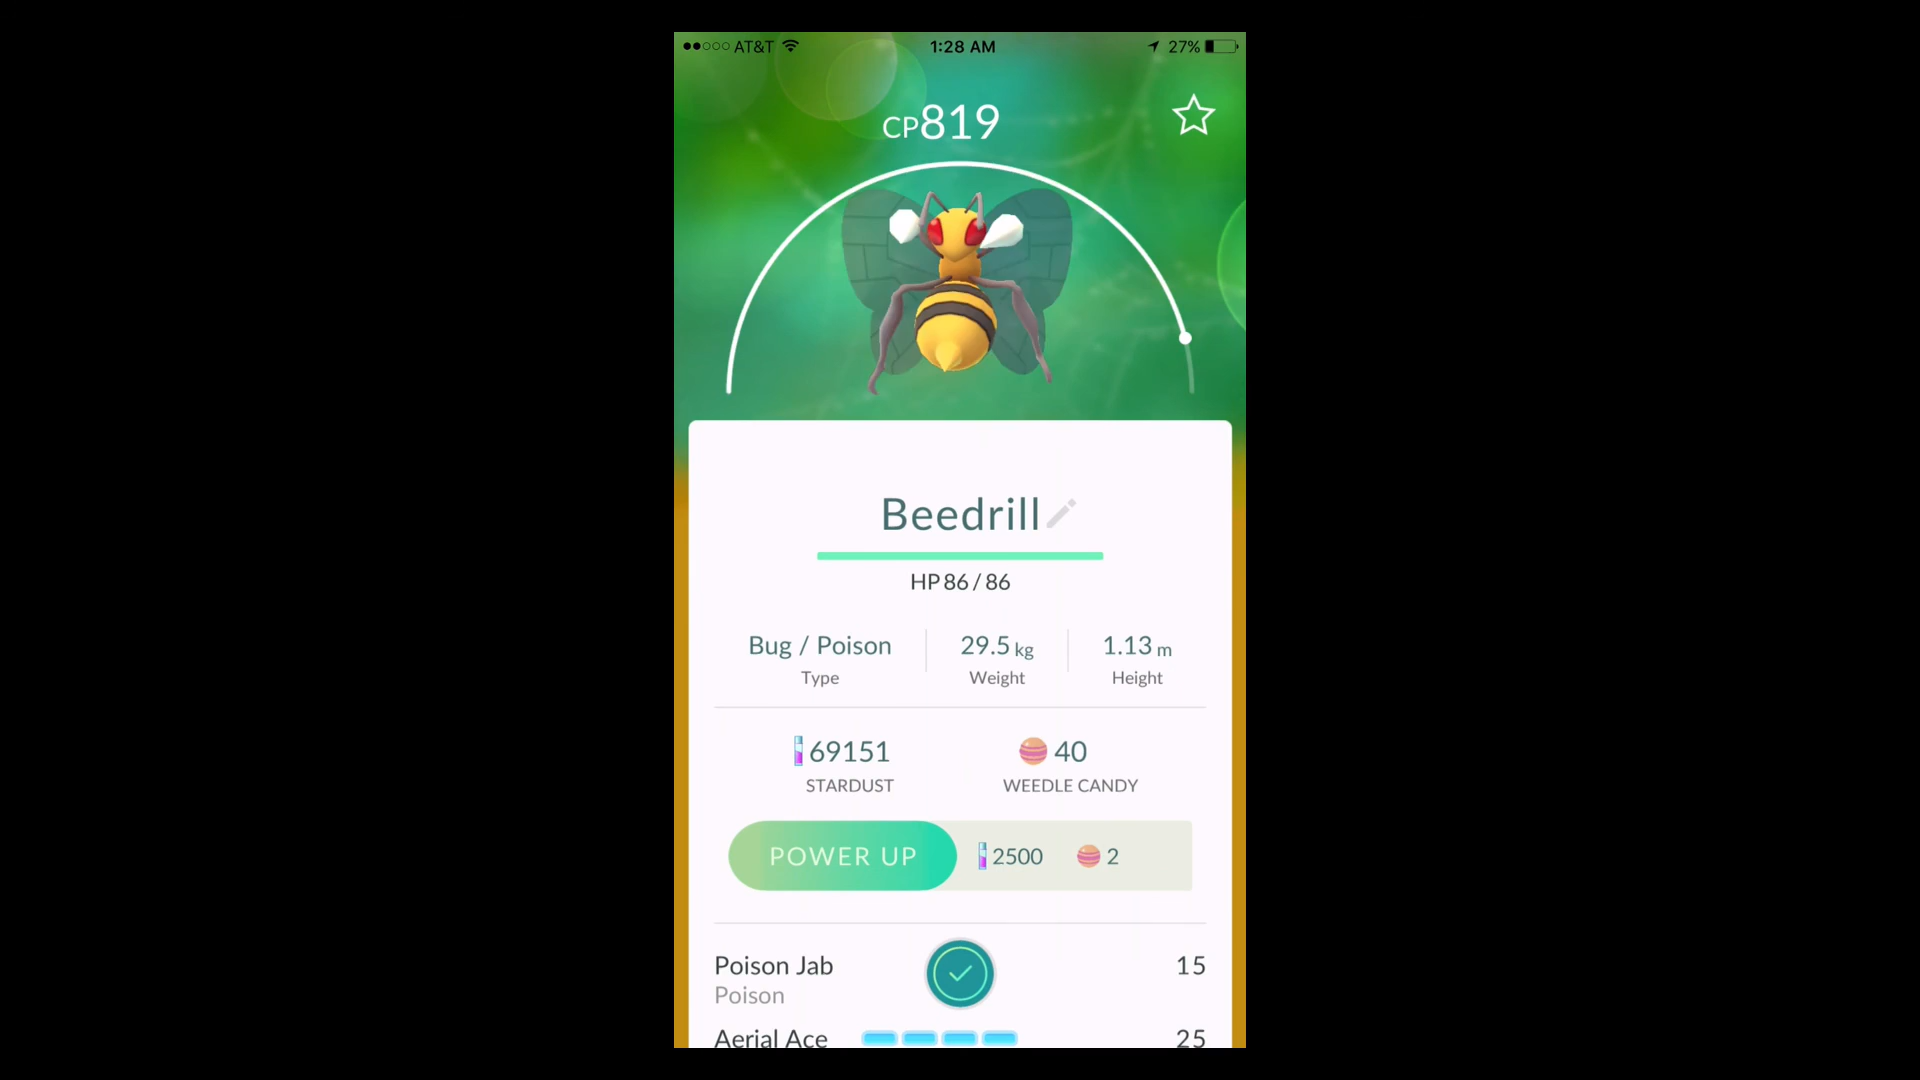 AT&T 1:28 AM 27%
CP819
Beedrill
HP 86 / 86
Bug / Poison 29.5 kg 1.13 m
Type Weight Height
69151 40
STARDUST WEEDLE CANDY
POWER UP 2500 2
Poison Jab 15
Poison
Aerial Ace 25